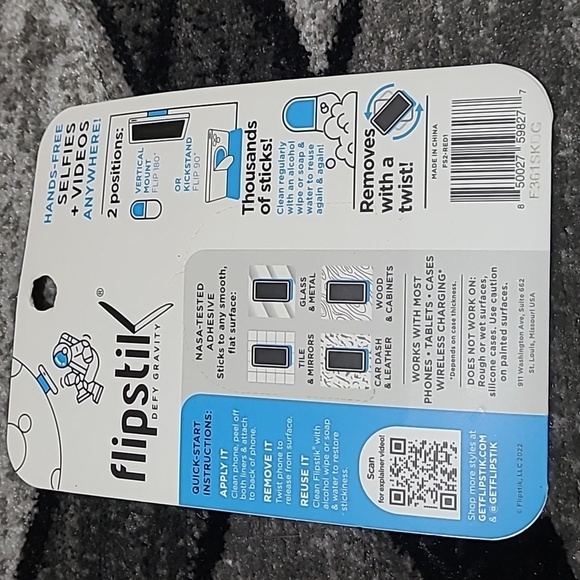 flipstik®
DEFY GRAVITY
HANDS-FREE
SELFIES
+ VIDEOS
ANYWHERE!
2 positions:
VERTICAL
MOUNT
FLIP 180°
OR
KICKSTAND
FLIP 90°
Thousands
of sticks!
Clean regularly
with an alcohol
wipe or soap &
water to reuse
again & again!
Removes
with a
twist!
MADE IN CHINA
FS2-RED1
8 50027 59827 7
QUICK-START
INSTRUCTIONS:
APPLY IT
Clean phone, peel off
both liners & attach
to back of phone.
REMOVE IT
Twist phone to
release from surface.
REUSE IT
Clean Flipstik® with
alcohol wipe or soap
& water to restore
stickiness.
Scan
for explainer video!
Shop more styles at
GETFLIPSTIK.COM
& @GETFLIPSTIK
© Flipstik, LLC 2022
NASA-TESTED
ADHESIVE
Sticks to any smooth,
flat surface:
TILE
& MIRRORS
GLASS
& METAL
CAR DASH
& LEATHER
WOOD
& CABINETS
WORKS WITH MOST
PHONES • TABLETS • CASES
WIRELESS CHARGING*
*Depends on case thickness.
DOES NOT WORK ON:
Rough or wet surfaces,
silicone cases. Use caution
on painted surfaces.
911 Washington Ave, Suite 662
St. Louis, Missouri USA